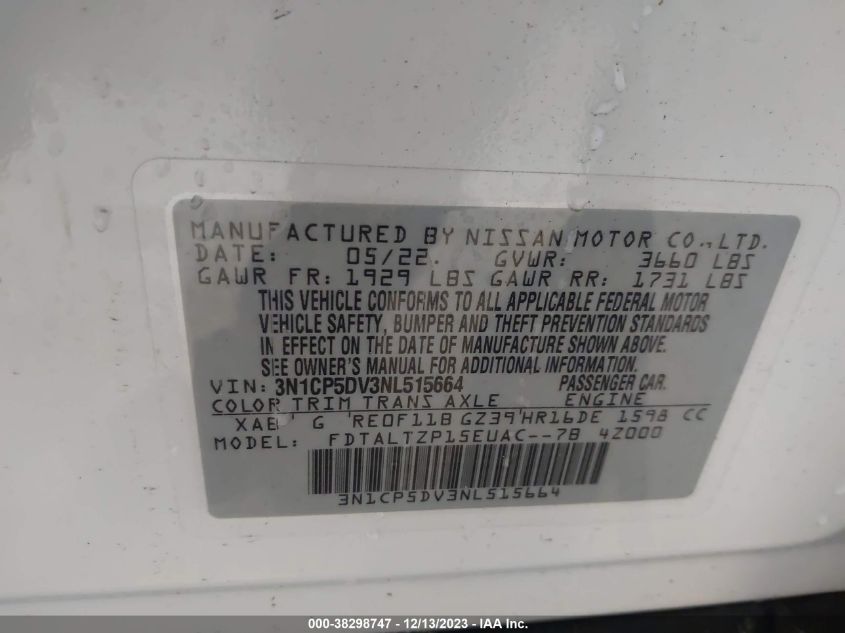 MANUFACTURED BY NISSAN MOTOR CO., LTD.
DATE: 05/22. GVWR: 3660 LBS
GAWR FR: 1929 LBS GAWR RR: 1731 LBS
THIS VEHICLE CONFORMS TO ALL APPLICABLE FEDERAL MOTOR
VEHICLE SAFETY, BUMPER AND THEFT PREVENTION STANDARDS
IN EFFECT ON THE DATE OF MANUFACTURE SHOWN ABOVE.
SEE OWNER'S MANUAL FOR ADDITIONAL INFORMATION.
VIN: 3N1CP5DV3NL515664 PASSENGER CAR.
COLOR TRIM TRANS AXLE ENGINE
XAB G RE0F11B GZ39 HR16DE 1598 CC
MODEL: FDTALTZP15EUAC--7B 4Z000
3N1CP5DV3NL515664
000-38298747 - 12/13/2023 - IAA Inc.